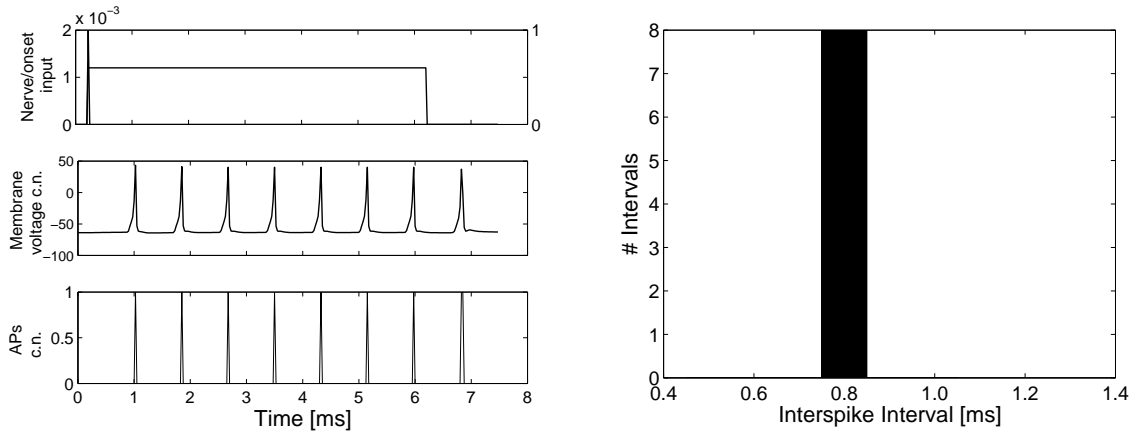 x 10⁻³
2
1
0
1
0
Nerve/onset
input
50
0
−50
−100
Membrane
voltage c.n.
1
0.5
0
APs
c.n.
0 1 2 3 4 5 6 7 8
Time [ms]
8
7
6
5
4
3
2
1
0
# Intervals
0.4 0.6 0.8 1.0 1.2 1.4
Interspike Interval [ms]